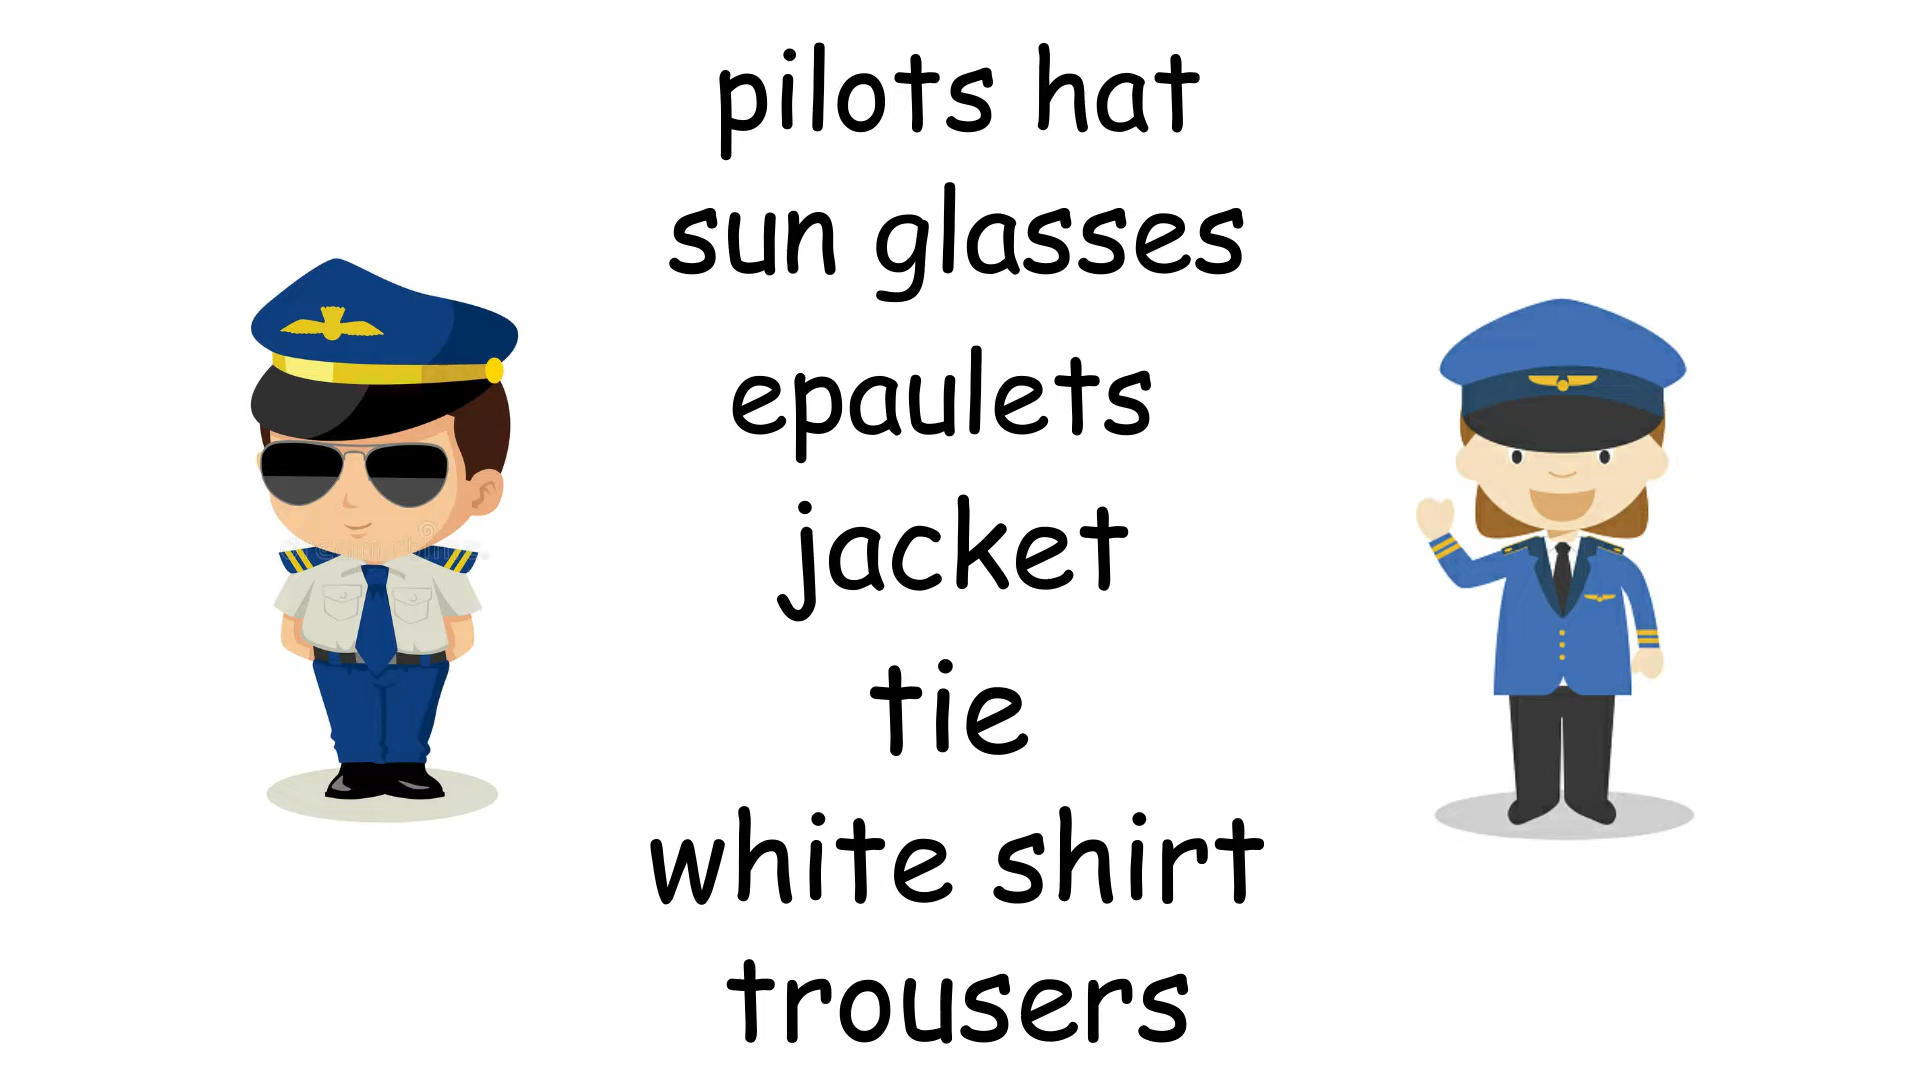 pilots hat
sun glasses
epaulets
jacket
tie
white shirt
trousers